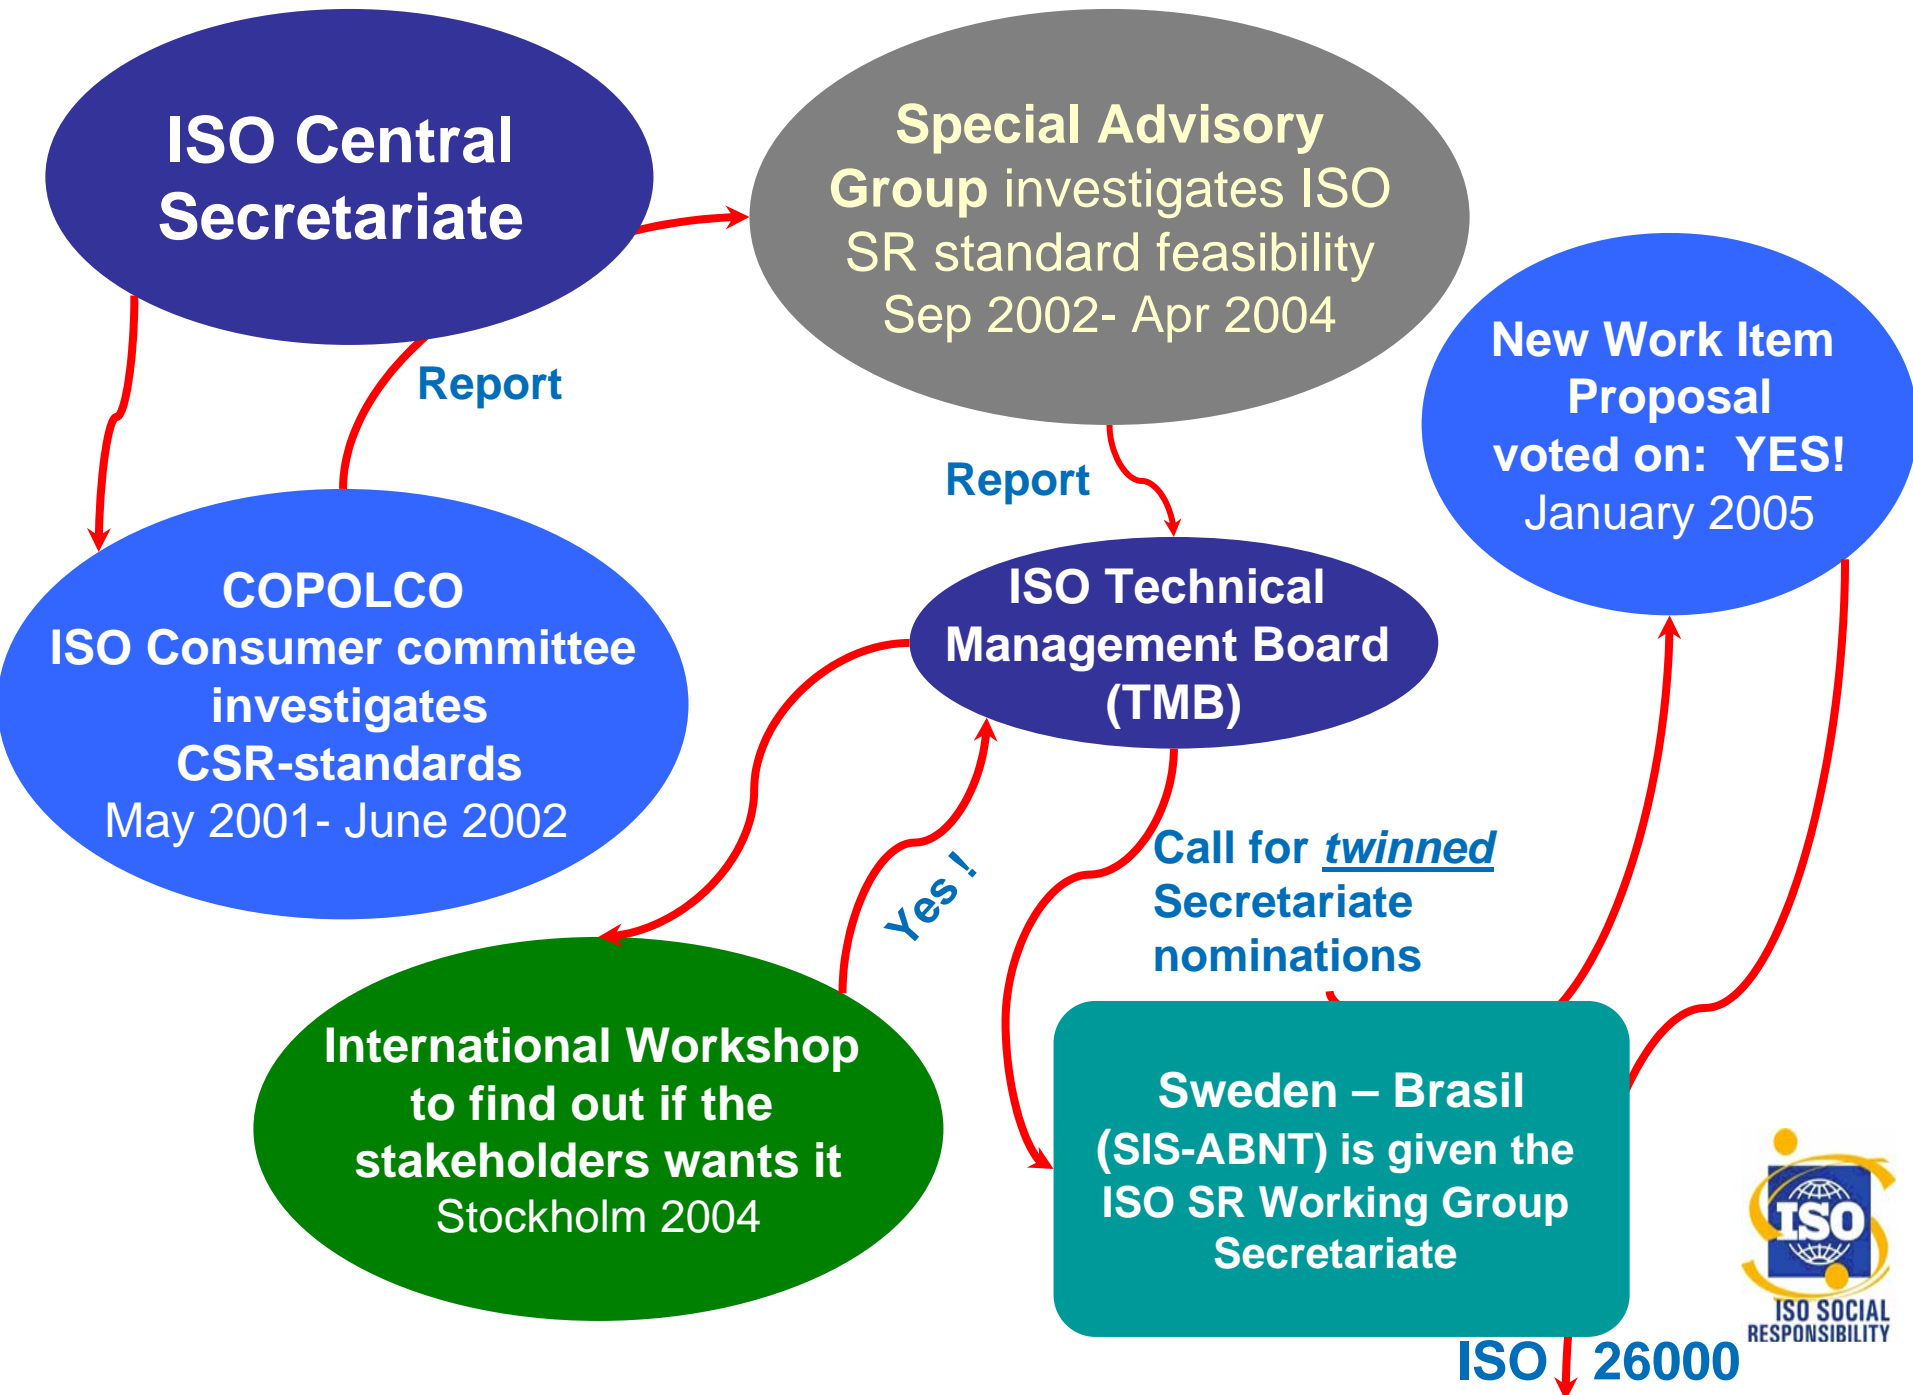 ISO Central
Secretariate
Special Advisory
Group investigates ISO
SR standard feasibility
Sep 2002- Apr 2004
New Work Item
Proposal
voted on: YES!
January 2005
Report
Report
COPOLCO
ISO Consumer committee
investigates
CSR-standards
May 2001- June 2002
ISO Technical
Management Board
(TMB)
Yes !
Call for twinned
Secretariate
nominations
International Workshop
to find out if the
stakeholders wants it
Stockholm 2004
Sweden – Brasil
(SIS-ABNT) is given the
ISO SR Working Group
Secretariate
ISO
ISO SOCIAL
RESPONSIBILITY
ISO 26000